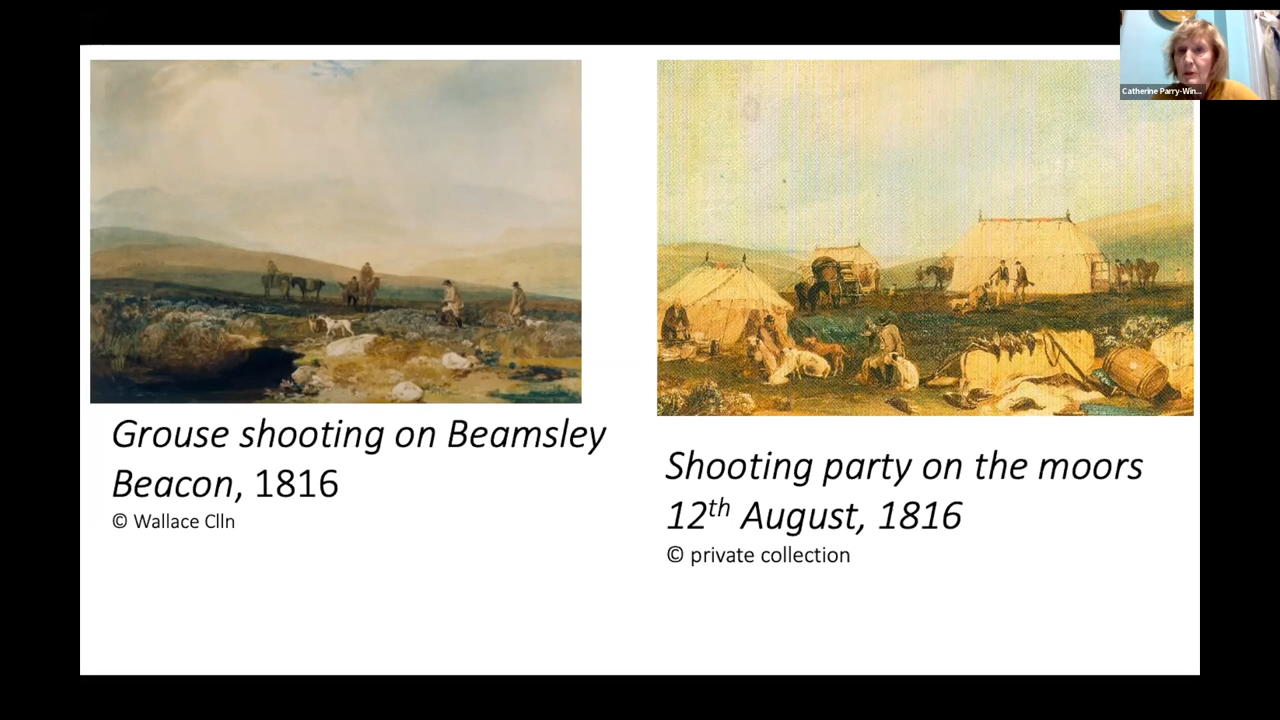 Catherine Parry-Win...
Grouse shooting on Beamsley
Beacon, 1816
© Wallace Clln
Shooting party on the moors
12th August, 1816
© private collection